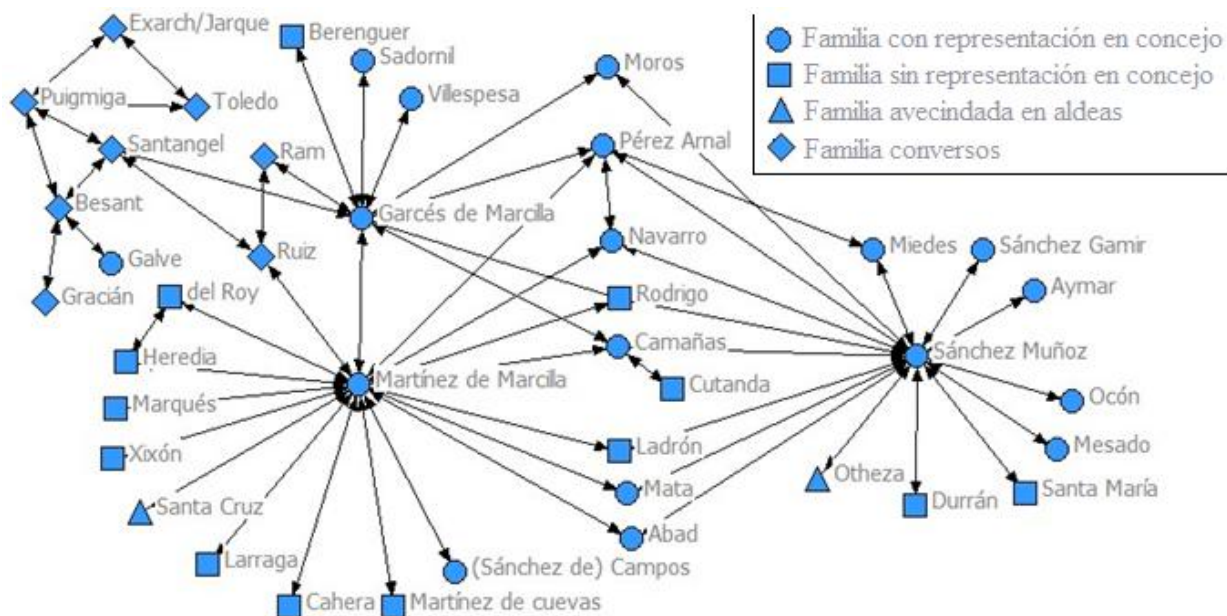 Exarch/Jarque
Berenguer
Sadornil
Moros
Familia con representación en concejo
Familia sin representación en concejo
Familia avecindada en aldeas
Familia conversos
Puigmiga
Toledo
Villespesa
Santangel
Ram
Pérez Arnal
Besant
Garcés de Marcilla
Navarro
Miedes
Sánchez Gamir
Galve
Ruiz
Gracián
del Roy
Rodrigo
Aymar
Heredia
Camañas
Sánchez Muñoz
Martínez de Marcilla
Cutanda
Marqués
Ocón
Xixón
Ladrón
Mesado
Santa Cruz
Mata
Otheza
Santa María
Durrán
Larraga
Abad
(Sánchez de) Campos
Cahera
Martínez de cuevas